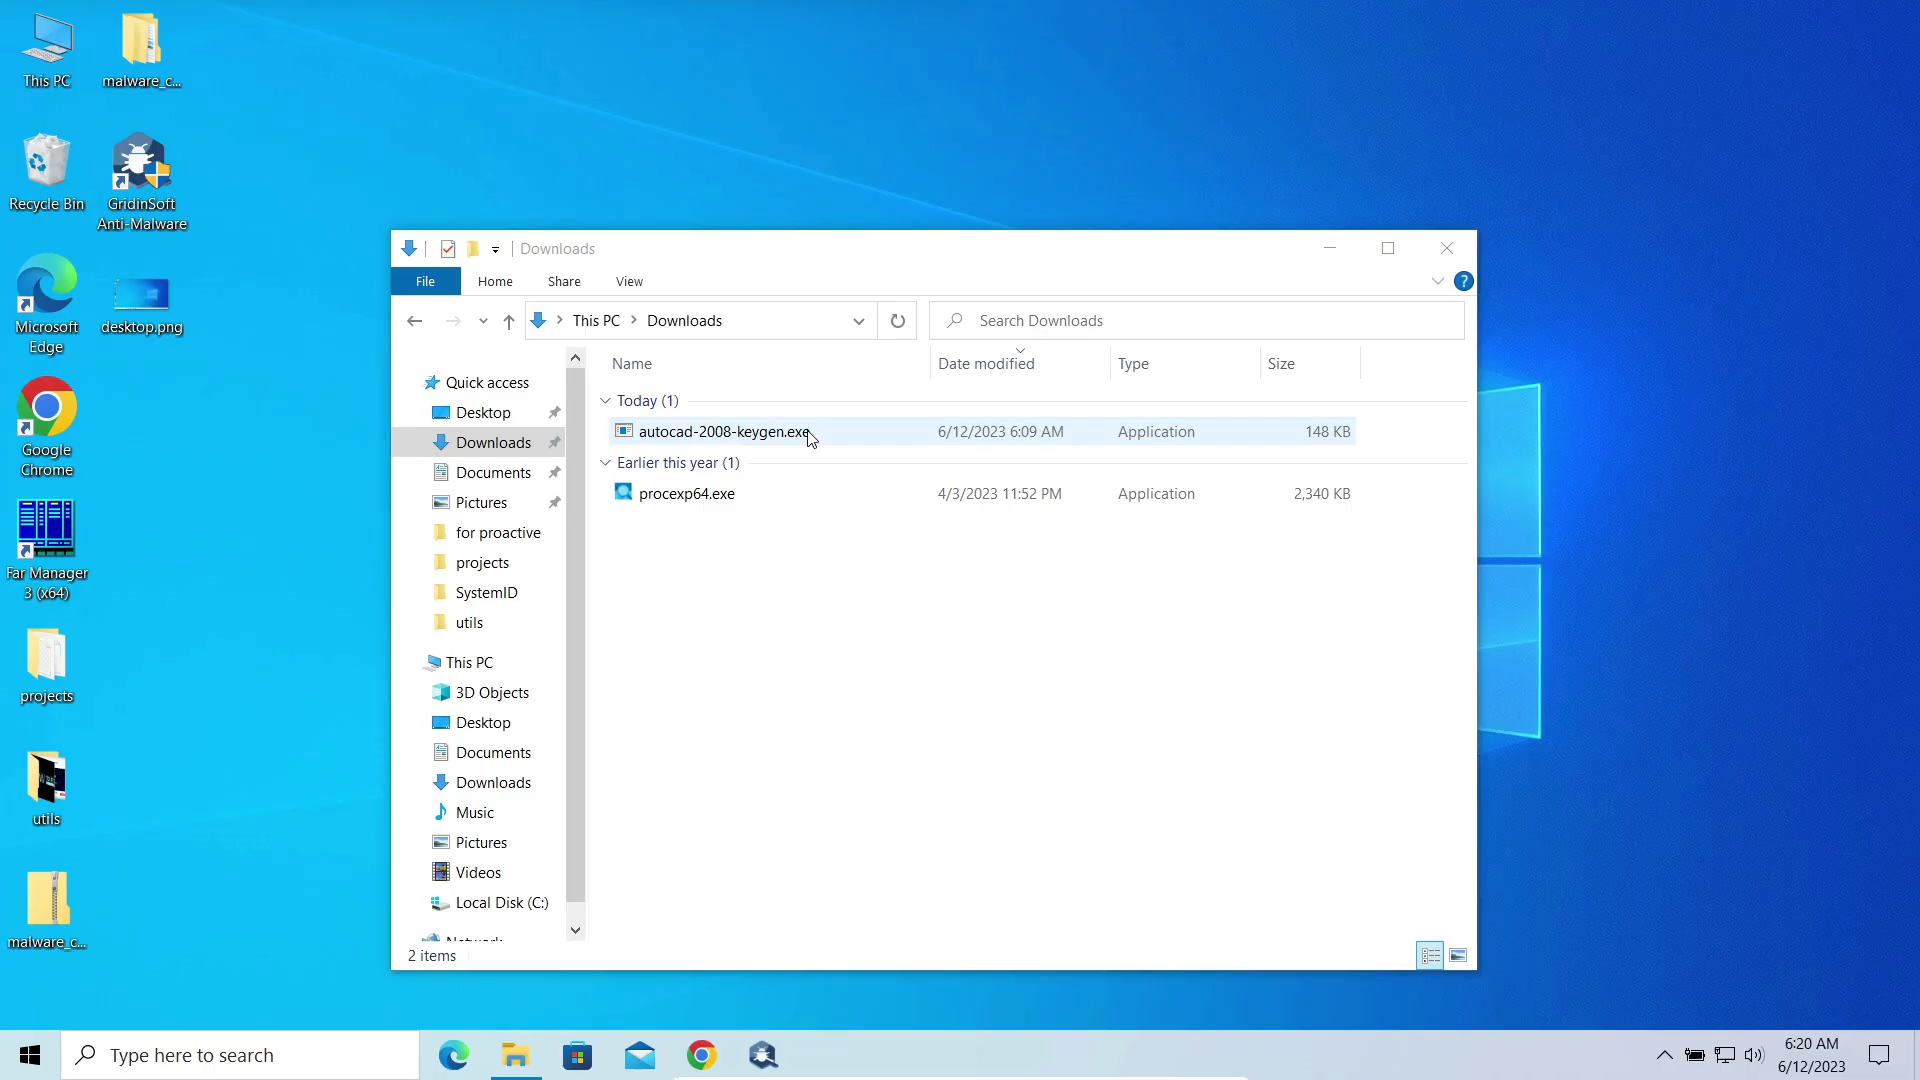 This PC
malware_c...
Recycle Bin
GridinSoft
Anti-Malware
Microsoft
Edge
desktop.png
Google
Chrome
Far Manager
3 (x64)
projects
utils
malware_c...
Downloads
File
Home
Share
View
?
This PC
Downloads
Search Downloads
Name
Date modified
Type
Size
Quick access
Desktop
Downloads
Documents
Pictures
for proactive
projects
SystemID
utils
This PC
3D Objects
Desktop
Documents
Downloads
Music
Pictures
Videos
Local Disk (C:)
Network
Today (1)
autocad-2008-keygen.exe 6/12/2023 6:09 AM Application 148 KB
Earlier this year (1)
procexp64.exe 4/3/2023 11:52 PM Application 2,340 KB
2 items
Type here to search
6:20 AM
6/12/2023